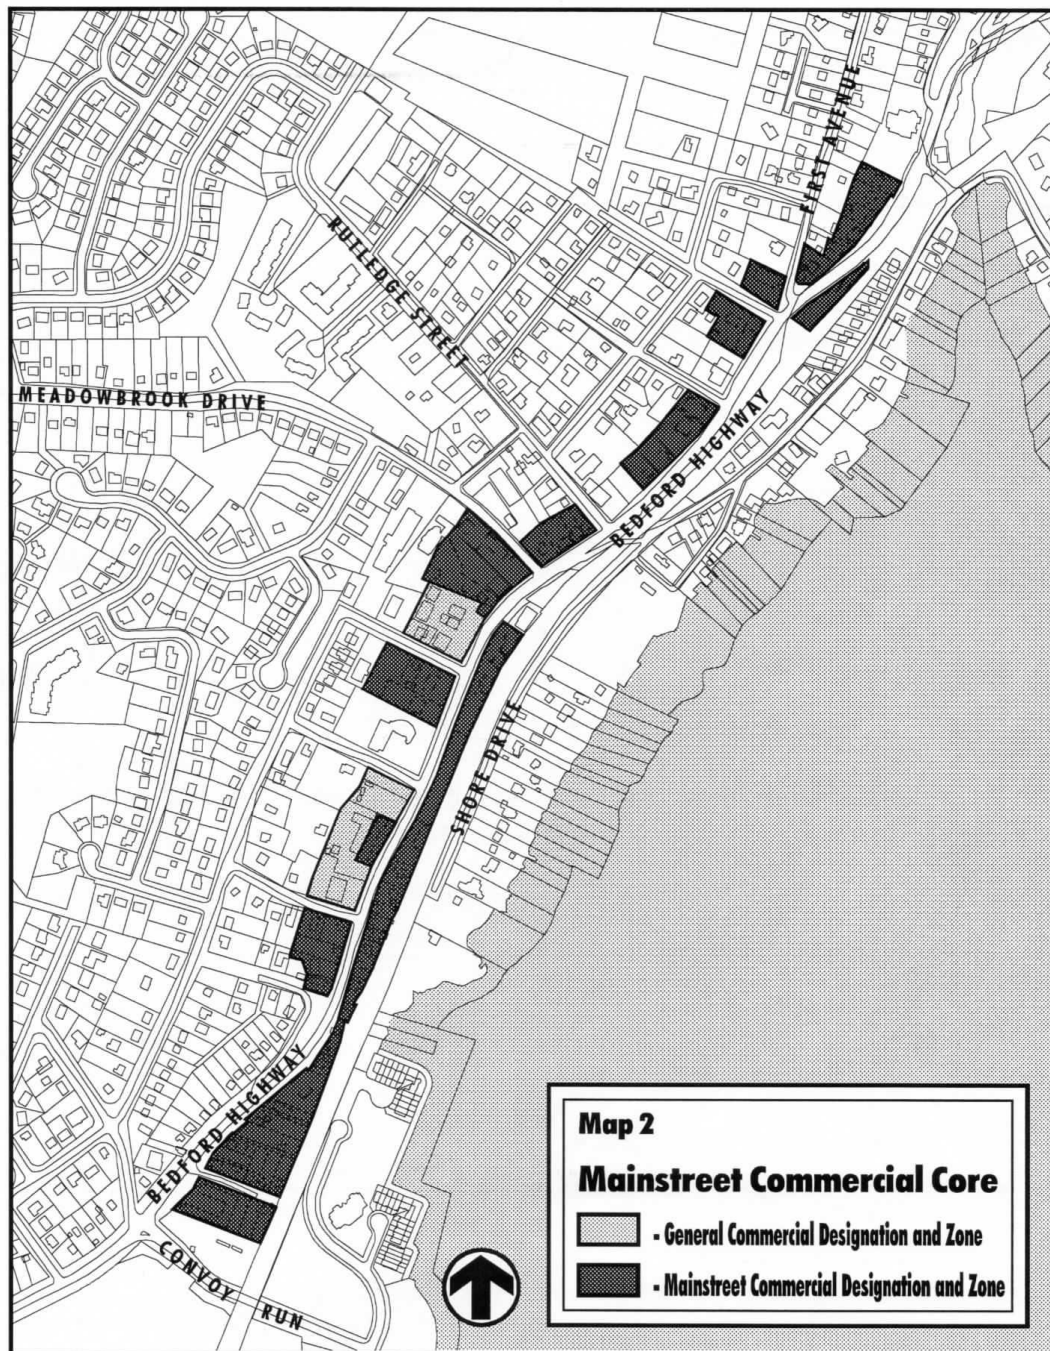 FIRST AVENUE
RUTLEDGE STREET
MEADOWBROOK DRIVE
BEDFORD HIGHWAY
SHORE DRIVE
BEDFORD HIGHWAY
CONVOY RUN
Map 2
Mainstreet Commercial Core
- General Commercial Designation and Zone
- Mainstreet Commercial Designation and Zone